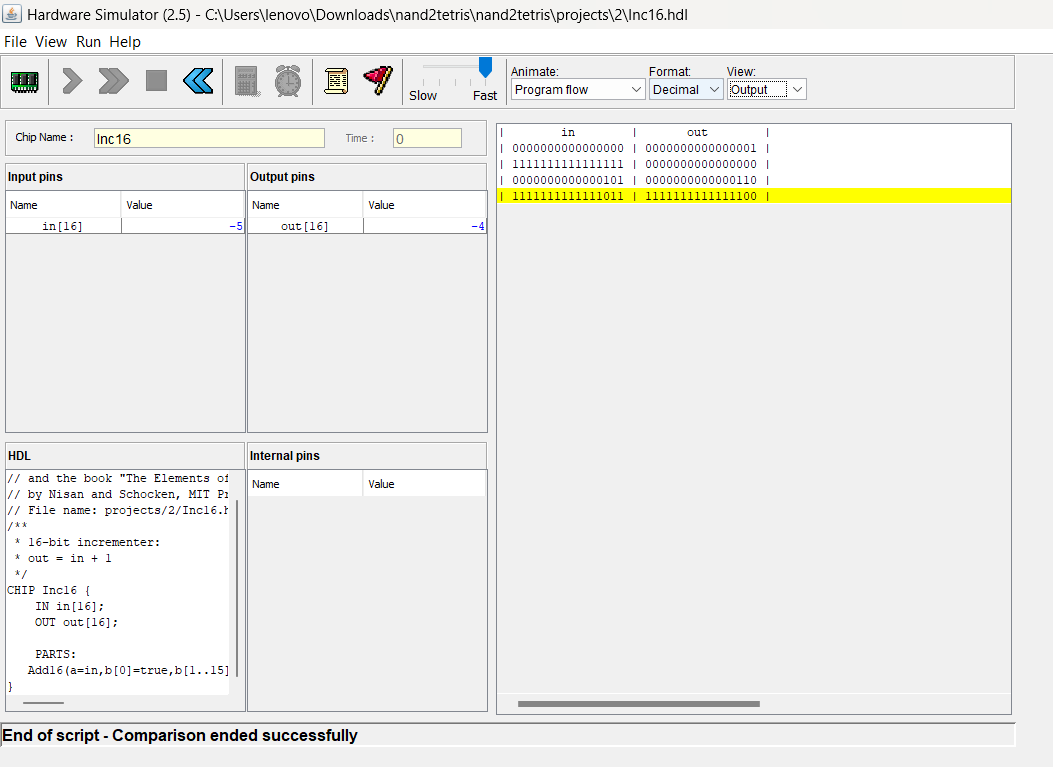 Hardware Simulator (2.5) - C:\Users\lenovo\Downloads\nand2tetris\nand2tetris\projects\2\Inc16.hdl
File View Run Help
Slow Fast
Animate: Format: View:
Program flow Decimal Output
Chip Name : Inc16 Time : 0
Input pins
Name Value
in[16] -5
Output pins
Name Value
out[16] -4
HDL
// and the book "The Elements of
// by Nisan and Schocken, MIT Pr
// File name: projects/2/Inc16.h
/**
* 16-bit incrementer:
* out = in + 1
*/
CHIP Inc16 {
IN in[16];
OUT out[16];
PARTS:
Add16(a=in,b[0]=true,b[1..15]
}
Internal pins
Name Value
| in | out |
| 0000000000000000 | 0000000000000001 |
| 1111111111111111 | 0000000000000000 |
| 0000000000000101 | 0000000000000110 |
| 1111111111111011 | 1111111111111100 |
End of script - Comparison ended successfully